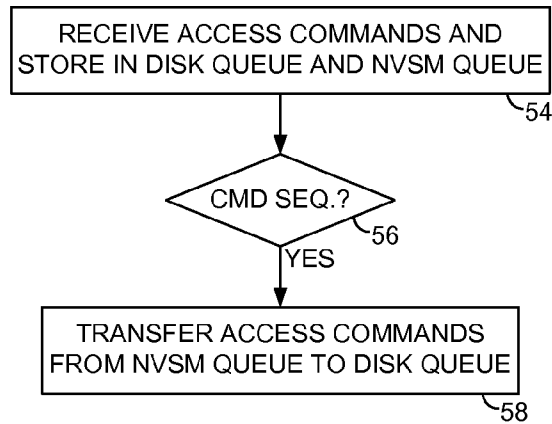 RECEIVE ACCESS COMMANDS AND
STORE IN DISK QUEUE AND NVSM QUEUE
54
CMD SEQ.?
56
YES
TRANSFER ACCESS COMMANDS
FROM NVSM QUEUE TO DISK QUEUE
58